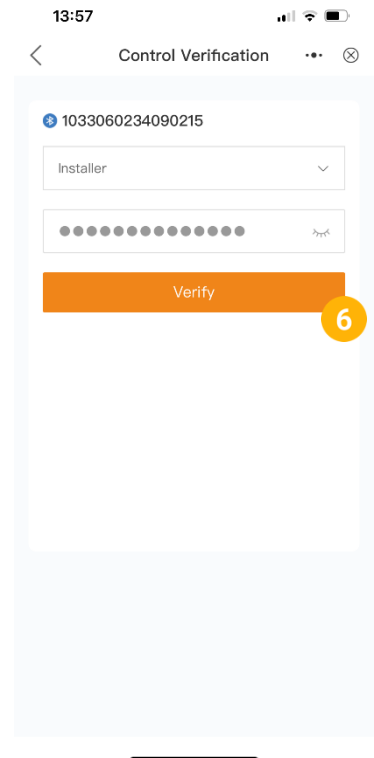 13:57
Control Verification
1033060234090215
Installer
Verify
6